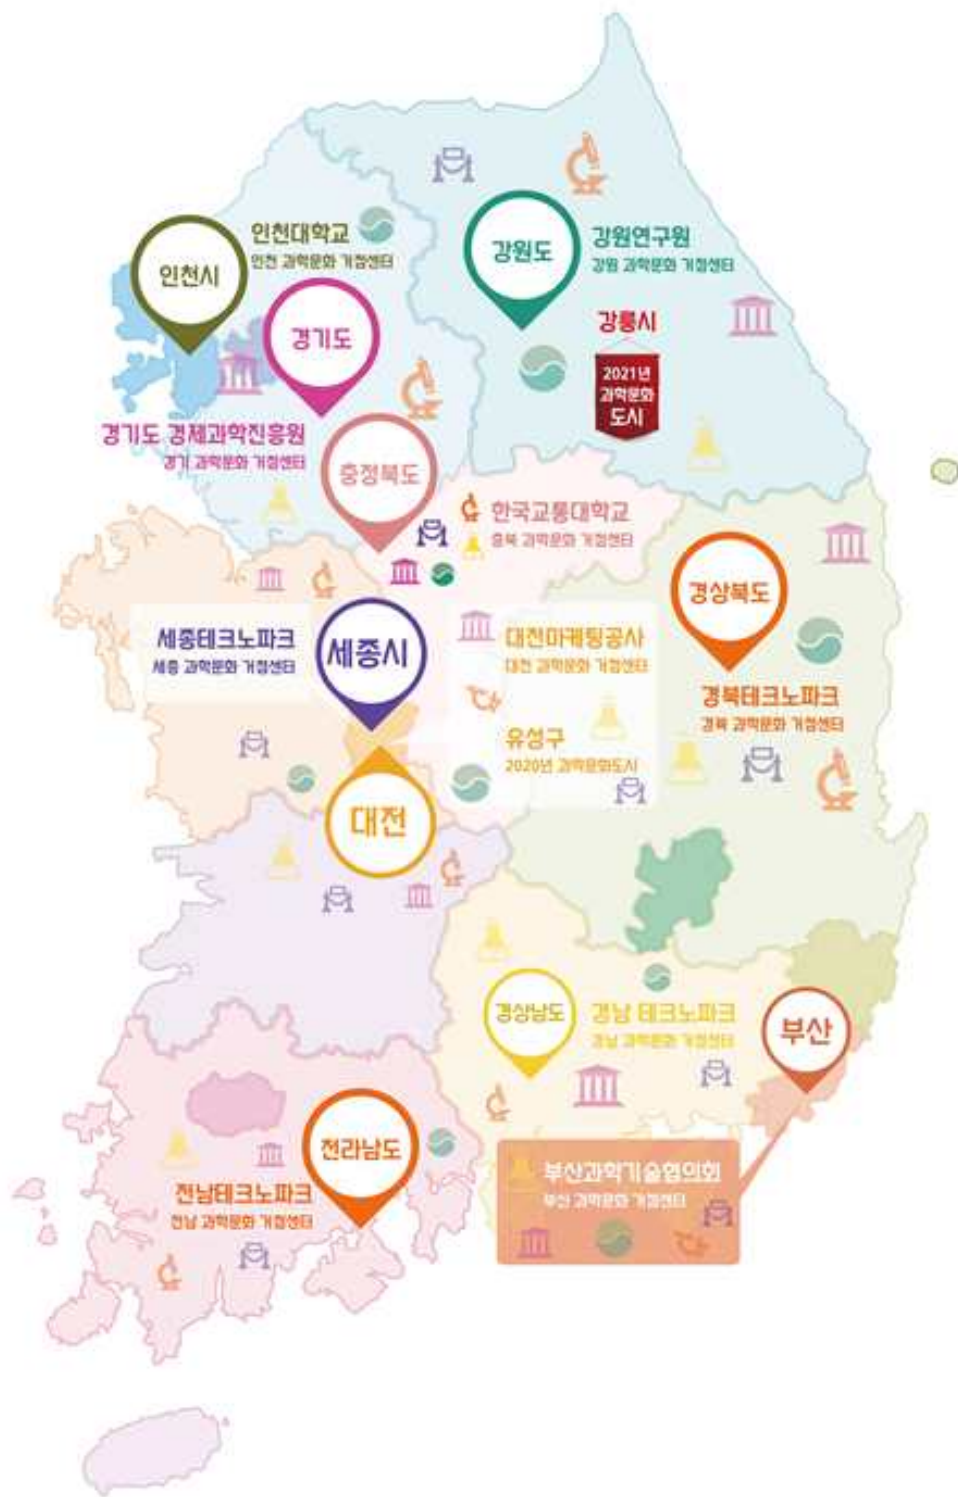 인천시
인천대학교
인천 과학문화 거점센터
강원도
강원연구원
강원 과학문화 거점센터
강릉시
2021년
과학문화
도시
경기도
경기도 경제과학진흥원
경기 과학문화 거점센터
충청북도
한국교통대학교
충북 과학문화 거점센터
경상북도
경북테크노파크
경북 과학문화 거점센터
세종테크노파크
세종 과학문화 거점센터
세종시
대전마케팅공사
대전 과학문화 거점센터
유성구
2020년 과학문화도시
대전
경상남도
경남 테크노파크
경남 과학문화 거점센터
부산
부산과학기술협의회
부산 과학문화 거점센터
전라남도
전남테크노파크
전남 과학문화 거점센터